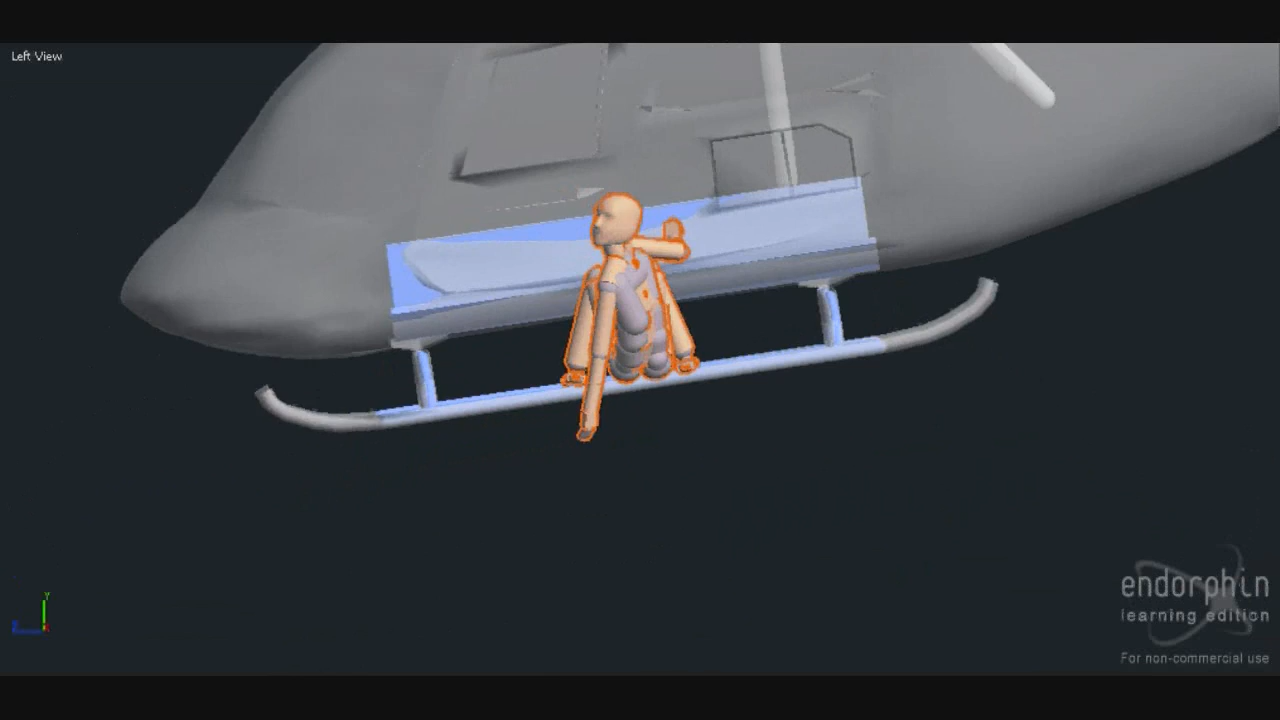 Left View
Y
endorphin
learning edition
For non-commercial use